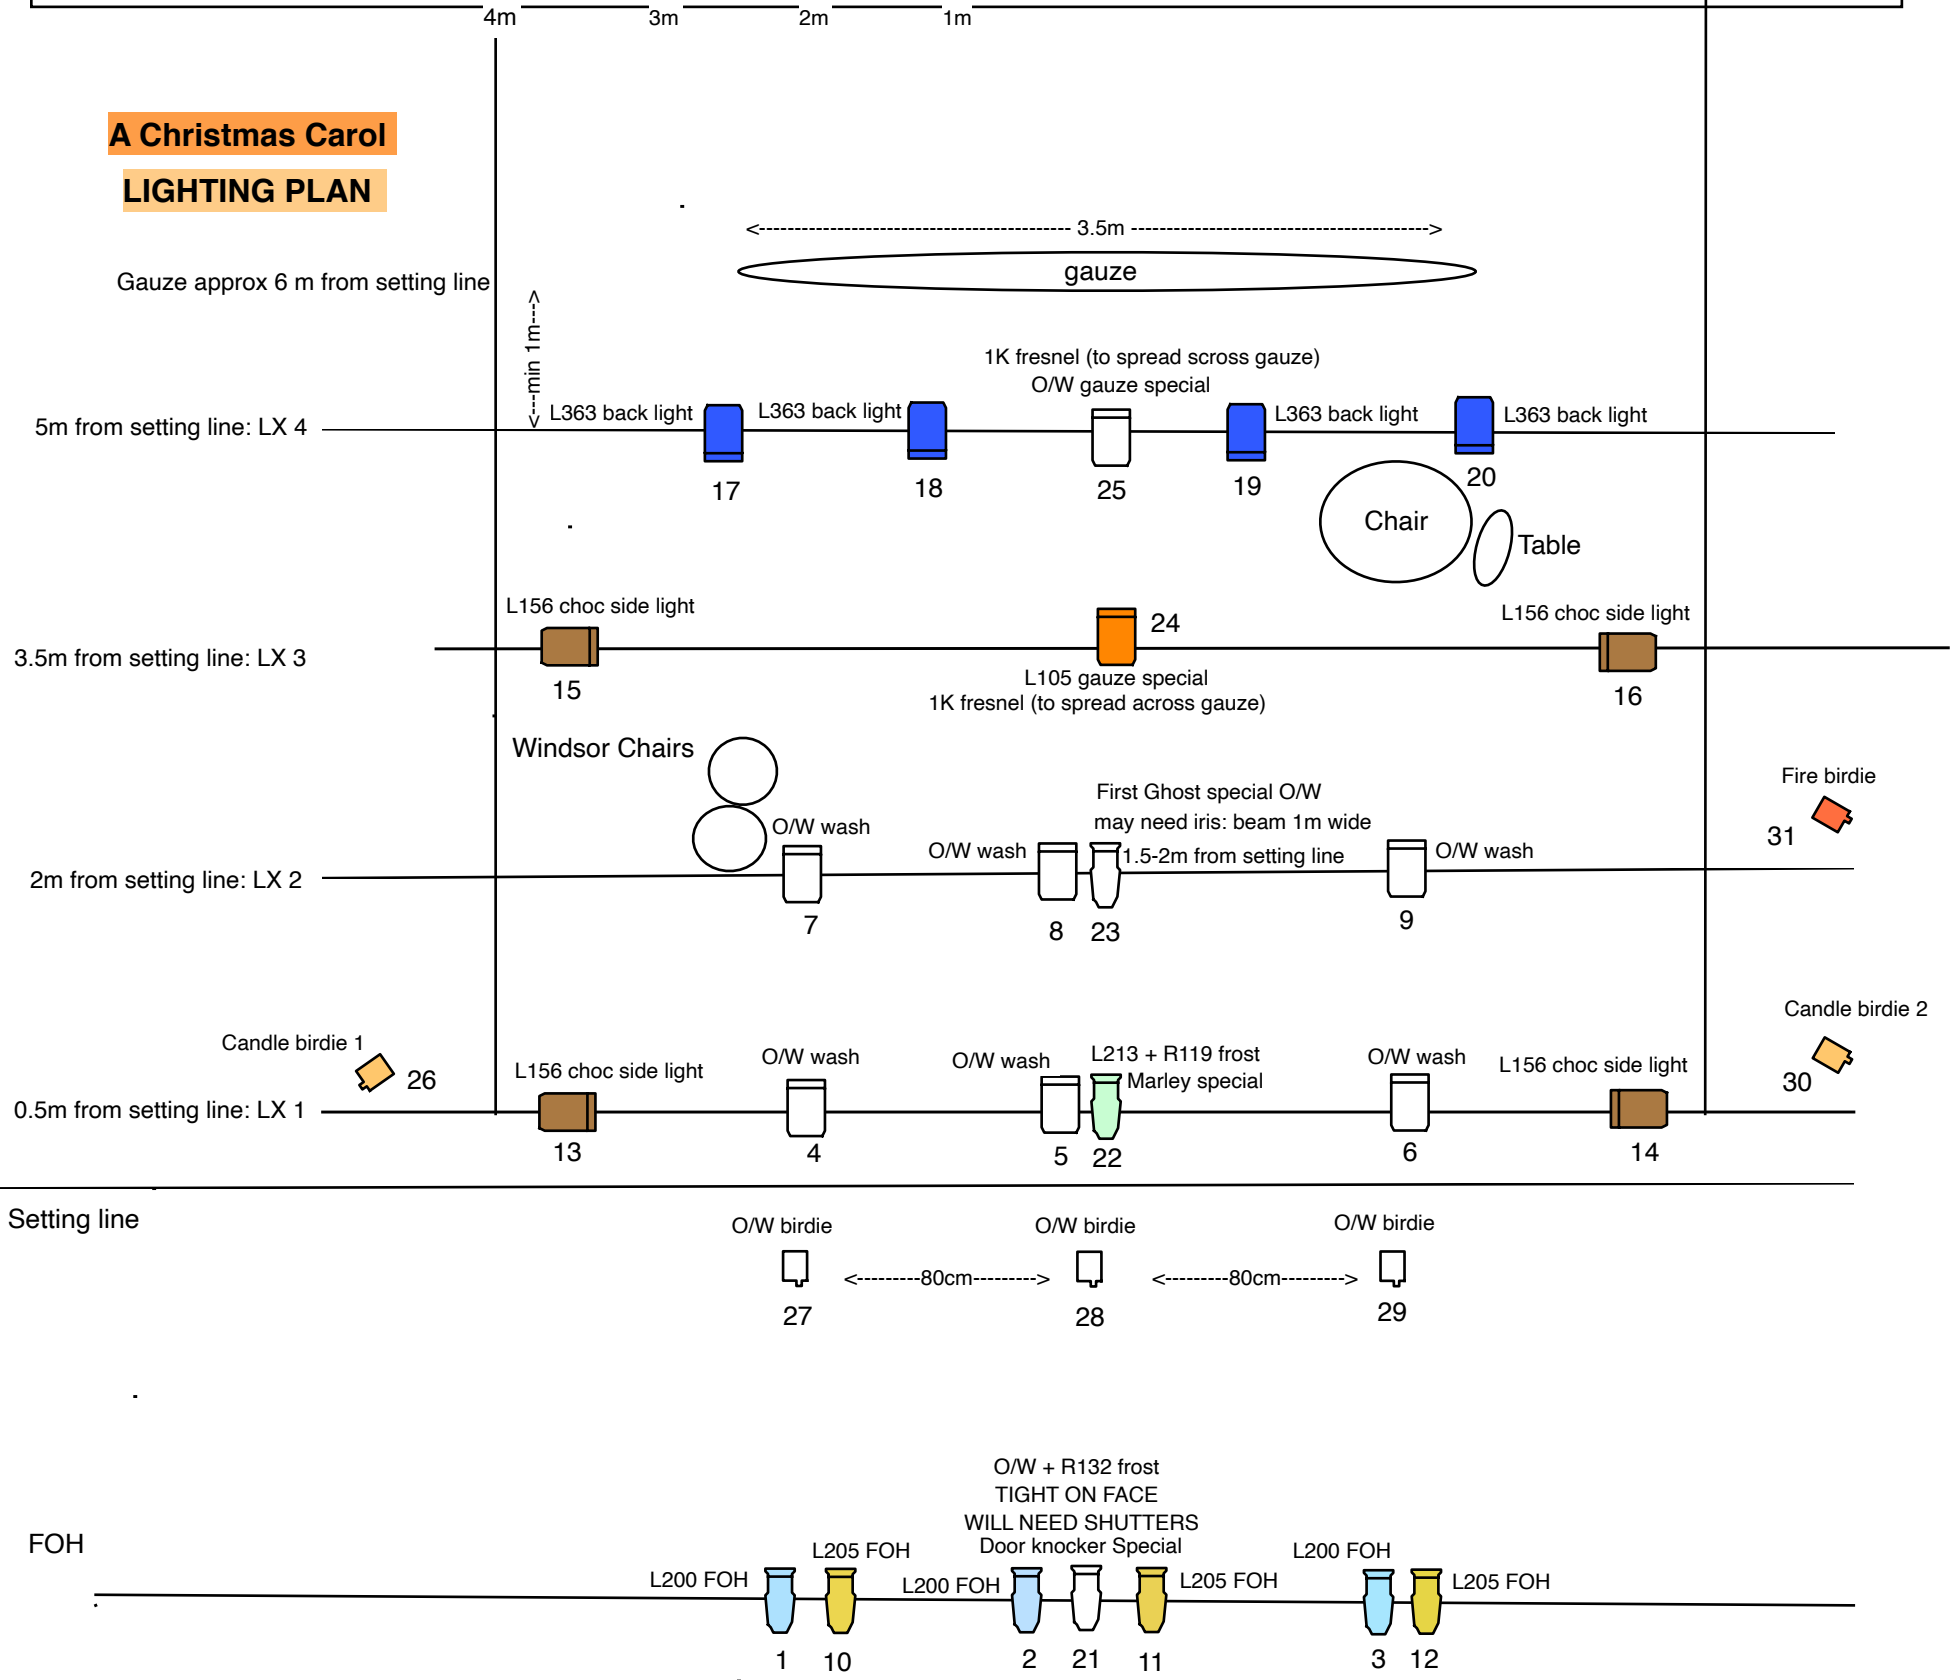 4m 3m 2m 1m
A Christmas Carol
LIGHTING PLAN
<---------------------- 3.5m ---------------------->
gauze
Gauze approx 6 m from setting line
<--min 1m--->
1K fresnel (to spread scross gauze)
O/W gauze special
5m from setting line: LX 4
L363 back light
L363 back light
L363 back light
L363 back light
17
18
25
19
20
Chair
Table
L156 choc side light
24
L156 choc side light
3.5m from setting line: LX 3
15
L105 gauze special
1K fresnel (to spread across gauze)
16
Windsor Chairs
Fire birdie
First Ghost special O/W
may need iris: beam 1m wide
1.5-2m from setting line
31
O/W wash
O/W wash
O/W wash
2m from setting line: LX 2
7
8
23
9
Candle birdie 2
Candle birdie 1
26
30
L156 choc side light
O/W wash
O/W wash
L213 + R119 frost
Marley special
O/W wash
L156 choc side light
0.5m from setting line: LX 1
13
4
5
22
6
14
Setting line
O/W birdie
O/W birdie
O/W birdie
<---------80cm--------->
<---------80cm--------->
27
28
29
O/W + R132 frost
TIGHT ON FACE
WILL NEED SHUTTERS
Door knocker Special
FOH
L200 FOH
L205 FOH
L200 FOH
L205 FOH
L200 FOH
L205 FOH
1
10
2
21
11
3
12